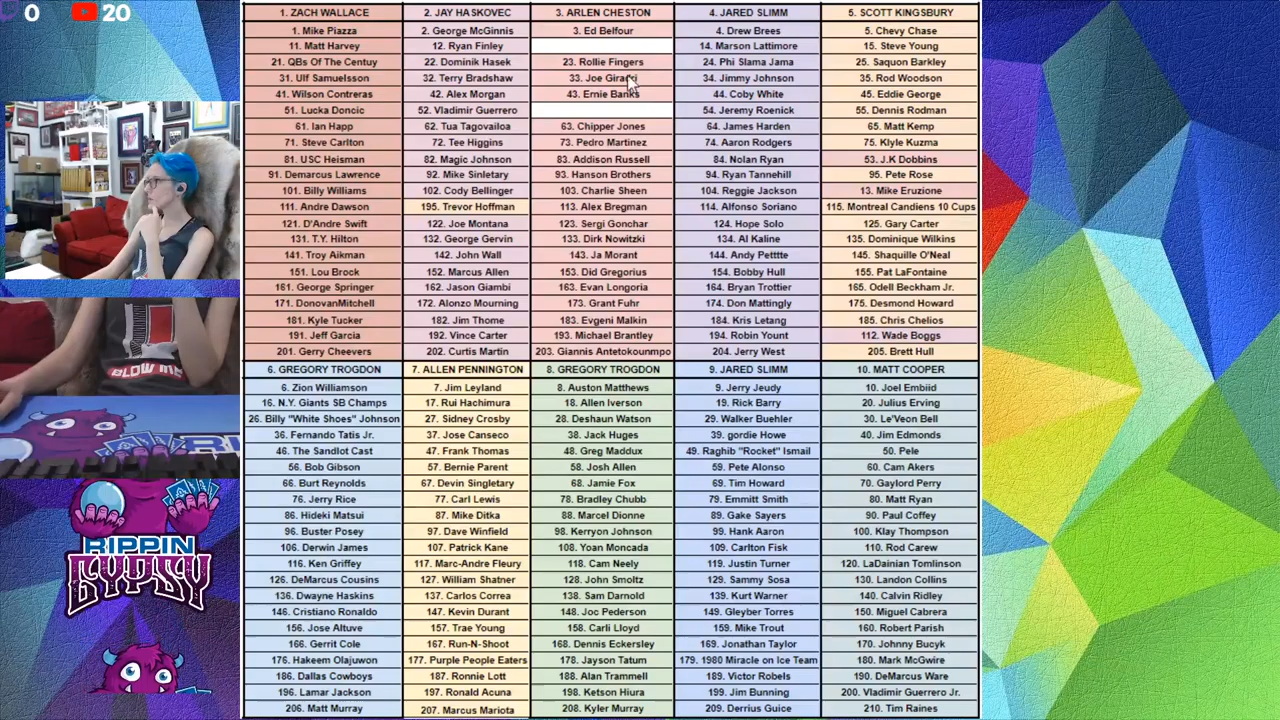 0 20
1. ZACH WALLACE 2. JAY HASKOVEC 3. ARLEN CHESTON 4. JARED SLIMM 5. SCOTT KINGSBURY
1. Mike Piazza 2. George McGinnis 3. Ed Belfour 4. Drew Brees 5. Chevy Chase
11. Matt Harvey 12. Ryan Finley 14. Marson Lattimore 15. Steve Young
21. QBs Of The Centuy 22. Dominik Hasek 23. Rollie Fingers 24. Phi Slama Jama 25. Saquon Barkley
31. Ulf Samuelsson 32. Terry Bradshaw 33. Joe Girardi 34. Jimmy Johnson 35. Rod Woodson
41. Wilson Contreras 42. Alex Morgan 43. Ernie Banks 44. Coby White 45. Eddie George
51. Lucka Doncic 52. Vladimir Guerrero 54. Jeremy Roenick 55. Dennis Rodman
61. Ian Happ 62. Tua Tagovailoa 63. Chipper Jones 64. James Harden 65. Matt Kemp
71. Steve Carlton 72. Tee Higgins 73. Pedro Martinez 74. Aaron Rodgers 75. Klyle Kuzma
81. USC Heisman 82. Magic Johnson 83. Addison Russell 84. Nolan Ryan 53. J.K Dobbins
91. Demarcus Lawrence 92. Mike Sinletary 93. Hanson Brothers 94. Ryan Tannehill 95. Pete Rose
101. Billy Williams 102. Cody Bellinger 103. Charlie Sheen 104. Reggie Jackson 13. Mike Eruzione
111. Andre Dawson 195. Trevor Hoffman 113. Alex Bregman 114. Alfonso Soriano 115. Montreal Candiens 10 Cups
121. D'Andre Swift 122. Joe Montana 123. Sergi Gonchar 124. Hope Solo 125. Gary Carter
131. T.Y. Hilton 132. George Gervin 133. Dirk Nowitzki 134. Al Kaline 135. Dominique Wilkins
141. Troy Aikman 142. John Wall 143. Ja Morant 144. Andy Petttte 145. Shaquille O'Neal
151. Lou Brock 152. Marcus Allen 153. Did Gregorius 154. Bobby Hull 155. Pat LaFontaine
161. George Springer 162. Jason Giambi 163. Evan Longoria 164. Bryan Trottier 165. Odell Beckham Jr.
171. DonovanMitchell 172. Alonzo Mourning 173. Grant Fuhr 174. Don Mattingly 175. Desmond Howard
181. Kyle Tucker 182. Jim Thome 183. Evgeni Malkin 184. Kris Letang 185. Chris Chelios
191. Jeff Garcia 192. Vince Carter 193. Michael Brantley 194. Robin Yount 112. Wade Boggs
201. Gerry Cheevers 202. Curtis Martin 203. Giannis Antetokounmpo 204. Jerry West 205. Brett Hull
6. GREGORY TROGDON 7. ALLEN PENNINGTON 8. GREGORY TROGDON 9. JARED SLIMM 10. MATT COOPER
6. Zion Williamson 7. Jim Leyland 8. Auston Matthews 9. Jerry Jeudy 10. Joel Embiid
16. N.Y. Giants SB Champs 17. Rui Hachimura 18. Allen Iverson 19. Rick Barry 20. Julius Erving
26. Billy "White Shoes" Johnson 27. Sidney Crosby 28. Deshaun Watson 29. Walker Buehler 30. Le'Veon Bell
36. Fernando Tatis Jr. 37. Jose Canseco 38. Jack Huges 39. gordie Howe 40. Jim Edmonds
46. The Sandlot Cast 47. Frank Thomas 48. Greg Maddux 49. Raghib "Rocket" Ismail 50. Pele
56. Bob Gibson 57. Bernie Parent 58. Josh Allen 59. Pete Alonso 60. Cam Akers
66. Burt Reynolds 67. Devin Singletary 68. Jamie Fox 69. Tim Howard 70. Gaylord Perry
76. Jerry Rice 77. Carl Lewis 78. Bradley Chubb 79. Emmitt Smith 80. Matt Ryan
86. Hideki Matsui 87. Mike Ditka 88. Marcel Dionne 89. Gake Sayers 90. Paul Coffey
96. Buster Posey 97. Dave Winfield 98. Kerryon Johnson 99. Hank Aaron 100. Klay Thompson
106. Derwin James 107. Patrick Kane 108. Yoan Moncada 109. Carlton Fisk 110. Rod Carew
116. Ken Griffey 117. Marc-Andre Fleury 118. Cam Neely 119. Justin Turner 120. LaDainian Tomlinson
126. DeMarcus Cousins 127. William Shatner 128. John Smoltz 129. Sammy Sosa 130. Landon Collins
136. Dwayne Haskins 137. Carlos Correa 138. Sam Darnold 139. Kurt Warner 140. Calvin Ridley
146. Cristiano Ronaldo 147. Kevin Durant 148. Joc Pederson 149. Gleyber Torres 150. Miguel Cabrera
156. Jose Altuve 157. Trae Young 158. Carli Lloyd 159. Mike Trout 160. Robert Parish
166. Gerrit Cole 167. Run-N-Shoot 168. Dennis Eckersley 169. Jonathan Taylor 170. Johnny Bucyk
176. Hakeem Olajuwon 177. Purple People Eaters 178. Jayson Tatum 179. 1980 Miracle on Ice Team 180. Mark McGwire
186. Dallas Cowboys 187. Ronnie Lott 188. Alan Trammell 189. Victor Robels 190. DeMarcus Ware
196. Lamar Jackson 197. Ronald Acuna 198. Ketson Hiura 199. Jim Bunning 200. Vladimir Guerrero Jr.
206. Matt Murray 207. Marcus Mariota 208. Kyler Murray 209. Derrius Guice 210. Tim Raines
BLOW ME
RIPPIN
GYPSY